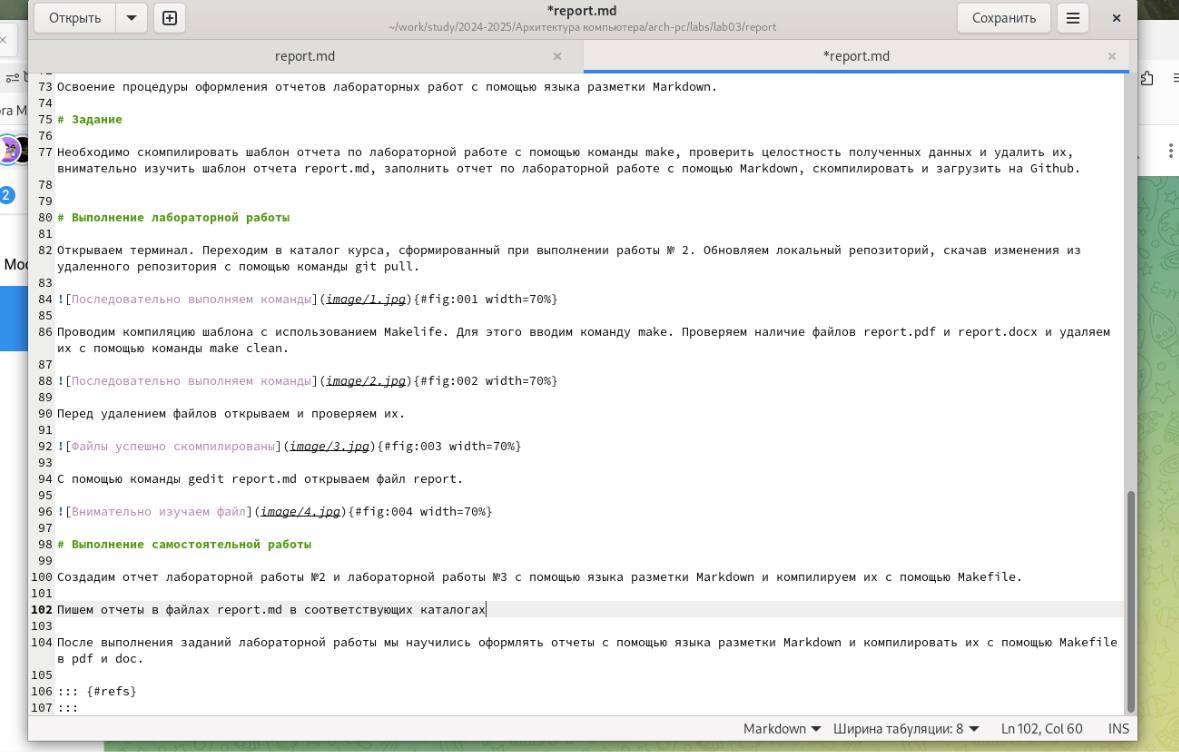 Открыть
*report.md
~/work/study/2024-2025/Архитектура компьютера/arch-pc/labs/lab03/report
Сохранить
report.md
*report.md
73 Освоение процедуры оформления отчетов лабораторных работ с помощью языка разметки Markdown.
74
75 # Задание
76
77 Необходимо скомпилировать шаблон отчета по лабораторной работе с помощью команды make, проверить целостность полученных данных и удалить их,
внимательно изучить шаблон отчета report.md, заполнить отчет по лабораторной работе с помощью Markdown, скомпилировать и загрузить на Github.
78
79
80 # Выполнение лабораторной работы
81
82 Открываем терминал. Переходим в каталог курса, сформированный при выполнении работы № 2. Обновляем локальный репозиторий, скачав изменения из
удаленного репозитория с помощью команды git pull.
83
84 ![Последовательно выполняем команды](image/1.jpg){#fig:001 width=70%}
85
86 Проводим компиляцию шаблона с использованием Makelife. Для этого вводим команду make. Проверяем наличие файлов report.pdf и report.docx и удаляем
их с помощью команды make clean.
87
88 ![Последовательно выполняем команды](image/2.jpg){#fig:002 width=70%}
89
90 Перед удалением файлов открываем и проверяем их.
91
92 ![Файлы успешно скомпилированы](image/3.jpg){#fig:003 width=70%}
93
94 С помощью команды gedit report.md открываем файл report.
95
96 ![Внимательно изучаем файл](image/4.jpg){#fig:004 width=70%}
97
98 # Выполнение самостоятельной работы
99
100 Создадим отчет лабораторной работы №2 и лабораторной работы №3 с помощью языка разметки Markdown и компилируем их с помощью Makefile.
101
102 Пишем отчеты в файлах report.md в соответствующих каталогах
103
104 После выполнения заданий лабораторной работы мы научились оформлять отчеты с помощью языка разметки Markdown и компилировать их с помощью Makefile
в pdf и doc.
105
106 ::: {#refs}
107 :::
Markdown Ширина табуляции: 8 Ln 102, Col 60 INS
2